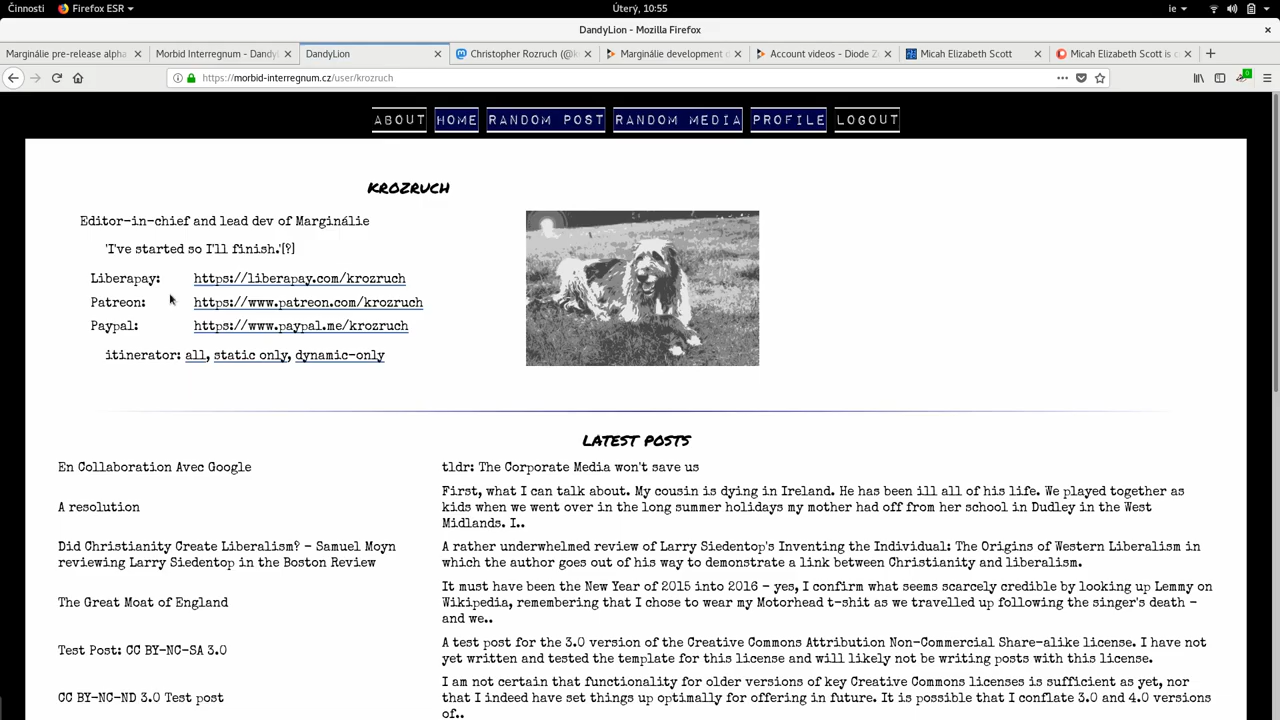 Činnosti Firefox ESR Úterý, 10:55 ie
DandyLion - Mozilla Firefox
Marginálie pre-release alpha Morbid Interregnum - Dandy DandyLion Christopher Rozruch (@k Marginálie development d Account videos - Diode Z Micah Elizabeth Scott Micah Elizabeth Scott is c
https://morbid-interregnum.cz/user/krozruch
ABOUT HOME RANDOM POST RANDOM MEDIA PROFILE LOGOUT
KROZRUCH
Editor-in-chief and lead dev of Marginálie
'I've started so I'll finish.'[?]
Liberapay: https://liberapay.com/krozruch
Patreon: https://www.patreon.com/krozruch
Paypal: https://www.paypal.me/krozruch
itinerator: all, static only, dynamic-only
LATEST POSTS
En Collaboration Avec Google
tldr: The Corporate Media won't save us
A resolution
First, what I can talk about. My cousin is dying in Ireland. He has been ill all of his life. We played together as
kids when we went over in the long summer holidays my mother had off from her school in Dudley in the West
Midlands. I..
Did Christianity Create Liberalism? - Samuel Moyn
reviewing Larry Siedentop in the Boston Review
A rather underwhelmed review of Larry Siedentop's Inventing the Individual: The Origins of Western Liberalism in
which the author goes out of his way to demonstrate a link between Christianity and liberalism.
The Great Moat of England
It must have been the New Year of 2015 into 2016 - yes, I confirm what seems scarcely credible by looking up Lemmy on
Wikipedia, remembering that I chose to wear my Motorhead t-shit as we travelled up following the singer's death -
and we..
Test Post: CC BY-NC-SA 3.0
A test post for the 3.0 version of the Creative Commons Attribution Non-Commercial Share-alike license. I have not
yet written and tested the template for this license and will likely not be writing posts with this license.
CC BY-NC-ND 3.0 Test post
I am not certain that functionality for older versions of key Creative Commons licenses is sufficient as yet, nor
that I indeed have set things up optimally for offering in future. It is possible that I conflate 3.0 and 4.0 versions
of..